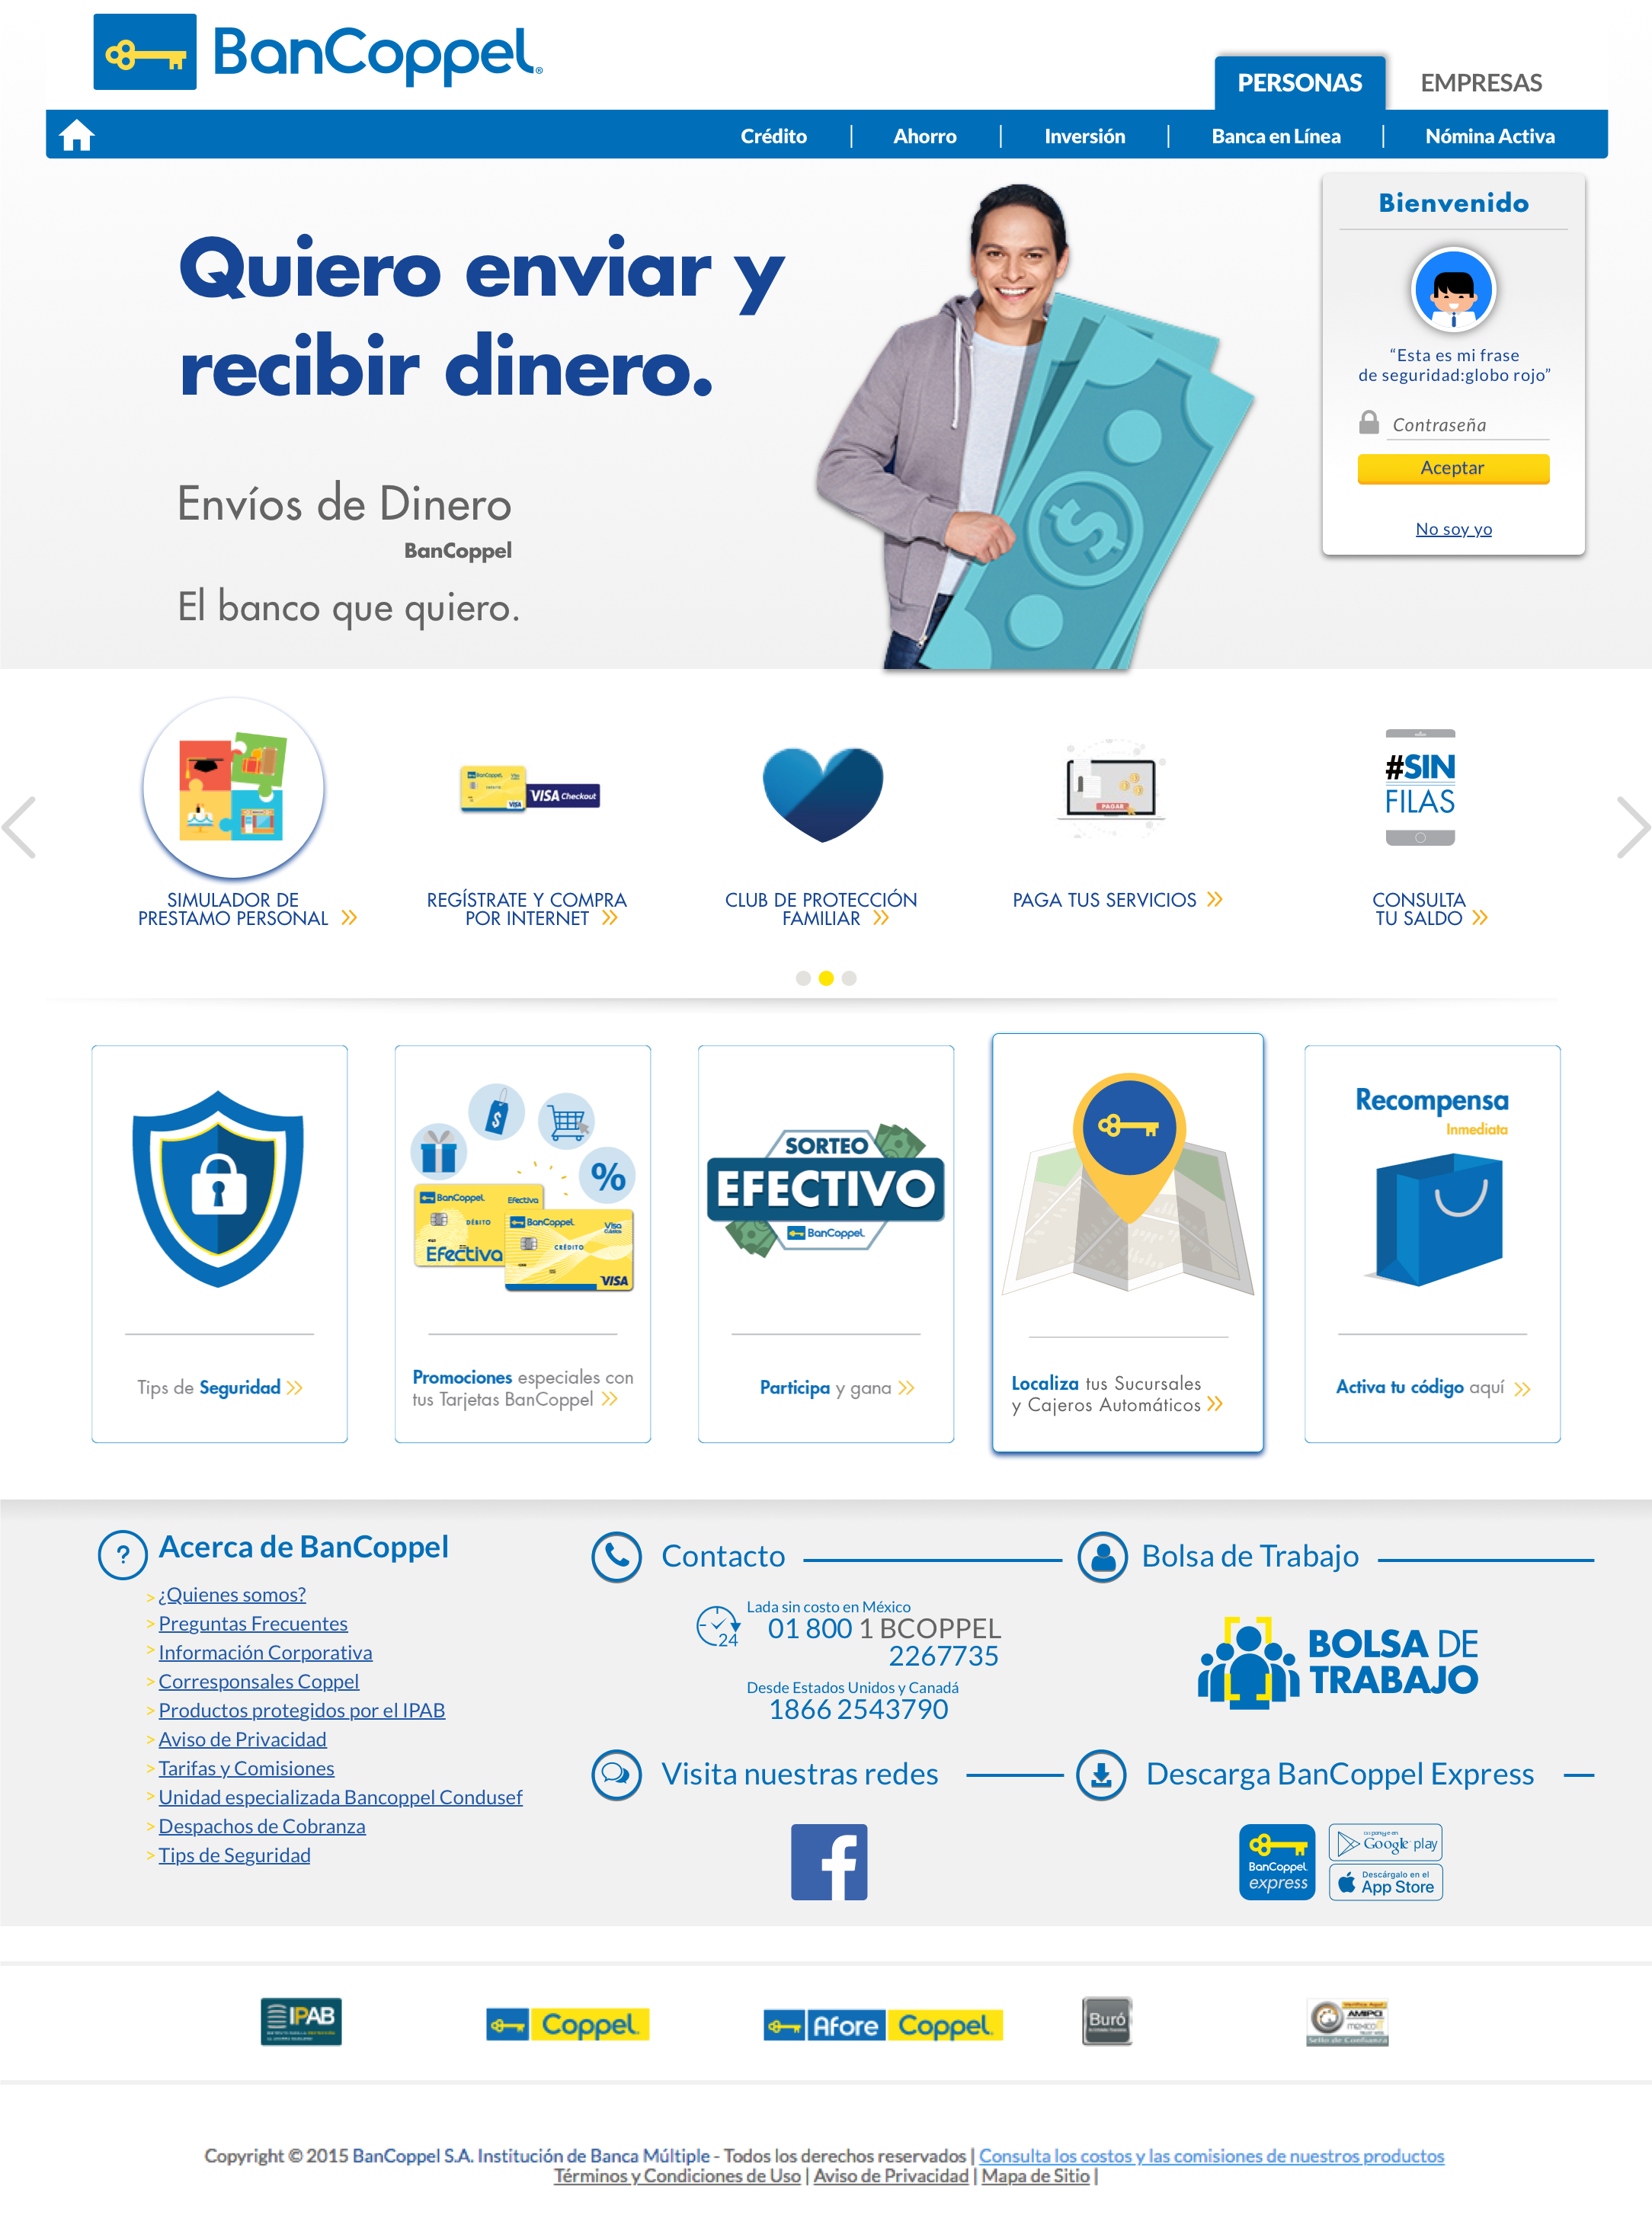 BanCoppel®
PERSONAS
EMPRESAS
Crédito
Ahorro
Inversión
Banca en Línea
Nómina Activa
Quiero enviar y
recibir dinero.
Envíos de Dinero
BanCoppel
El banco que quiero.
Bienvenido
“Esta es mi frase
de seguridad:globo rojo”
Contraseña
Aceptar
No soy yo
BanCoppel
VISA
VISA Checkout
PAGAR
#SIN
FILAS
SIMULADOR DE
PRESTAMO PERSONAL
REGÍSTRATE Y COMPRA
POR INTERNET
CLUB DE PROTECCIÓN
FAMILIAR
PAGA TUS SERVICIOS
CONSULTA
TU SALDO
Tips de Seguridad
%
BanCoppel Efectiva
DÉBITO
Efectiva
BanCoppel Visa
CRÉDITO
VISA
Promociones especiales con
tus Tarjetas BanCoppel
SORTEO
EFECTIVO
BanCoppel
Participa y gana
Localiza tus Sucursales
y Cajeros Automáticos
Recompensa
Inmediata
Activa tu código aquí
? Acerca de BanCoppel
> ¿Quienes somos?
> Preguntas Frecuentes
> Información Corporativa
> Corresponsales Coppel
> Productos protegidos por el IPAB
> Aviso de Privacidad
> Tarifas y Comisiones
> Unidad especializada Bancoppel Condusef
> Despachos de Cobranza
> Tips de Seguridad
Contacto
24
Lada sin costo en México
01 800 1 BCOPPEL
2267735
Desde Estados Unidos y Canadá
1866 2543790
Bolsa de Trabajo
BOLSA DE
TRABAJO
Visita nuestras redes
f
Descarga BanCoppel Express
BanCoppel
express
Google play
Descárgalo en el
App Store
IPAB
Coppel
Afore Coppel
Buró
AMIPCI
Sello de Confianza
Copyright © 2015 BanCoppel S.A. Institución de Banca Múltiple - Todos los derechos reservados | Consulta los costos y las comisiones de nuestros productos
Términos y Condiciones de Uso | Aviso de Privacidad | Mapa de Sitio |